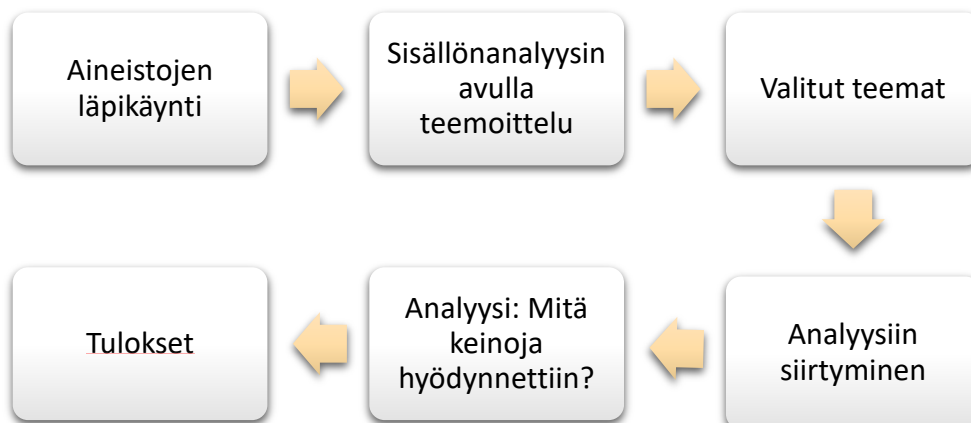 Aineistojen
läpikäynti
Sisällönanalyysin
avulla
teemoittelu
Valitut teemat
Analyysiin
siirtyminen
Analyysi: Mitä
keinoja
hyödynnettiin?
Tulokset